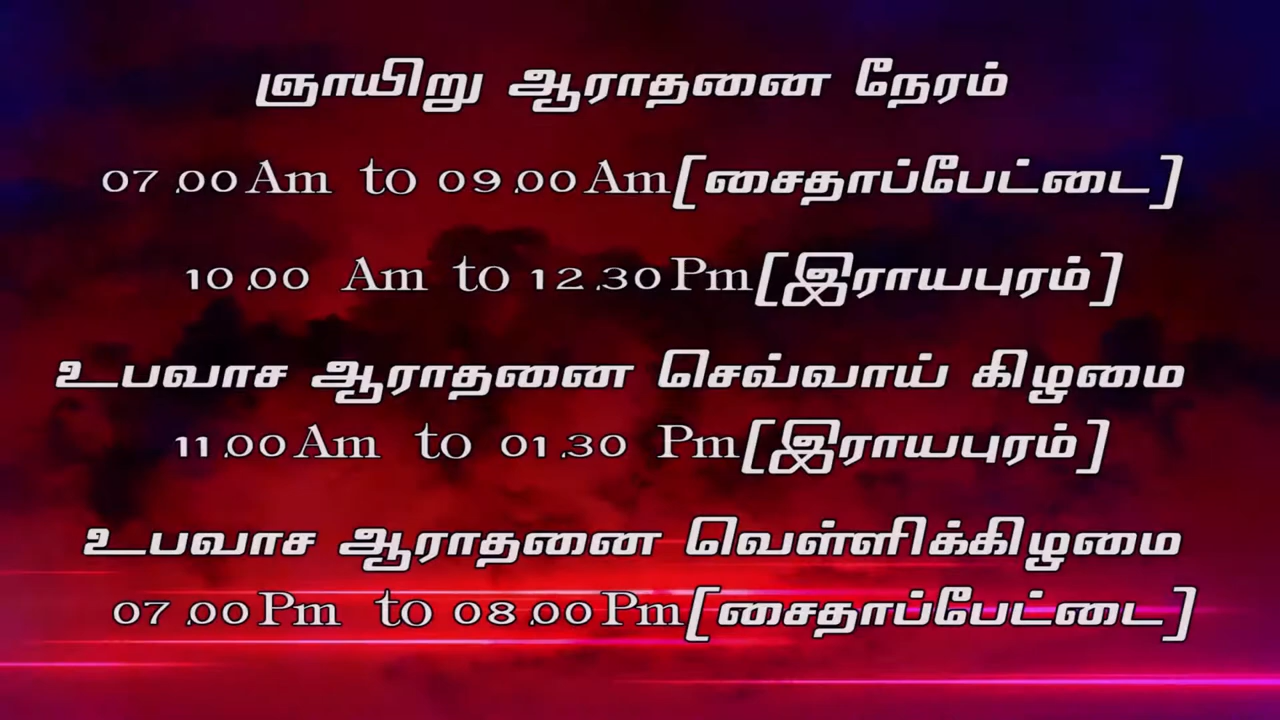 ஞாயிறு ஆராதனை நேரம்
07.00Am to 09.00Am[சைதாப்பேட்டை]
10.00 Am to 12.30Pm[இராயபுரம்]
உபவாச ஆராதனை செவ்வாய் கிழமை
11.00Am to 01.30 Pm[இராயபுரம்]
உபவாச ஆராதனை வெள்ளிக்கிழமை
07.00Pm to 08.00Pm[சைதாப்பேட்டை]